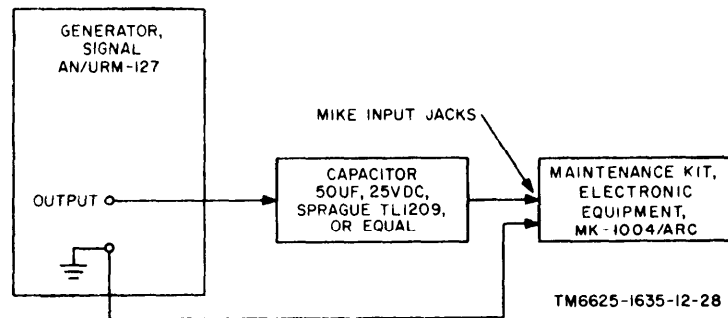 GENERATOR,
SIGNAL
AN/URM-127
OUTPUT
MIKE INPUT JACKS
CAPACITOR
50UF, 25VDC,
SPRAGUE TL1209,
OR EQUAL
MAINTENANCE KIT,
ELECTRONIC
EQUIPMENT,
MK-1004/ARC
TM6625-1635-12-28